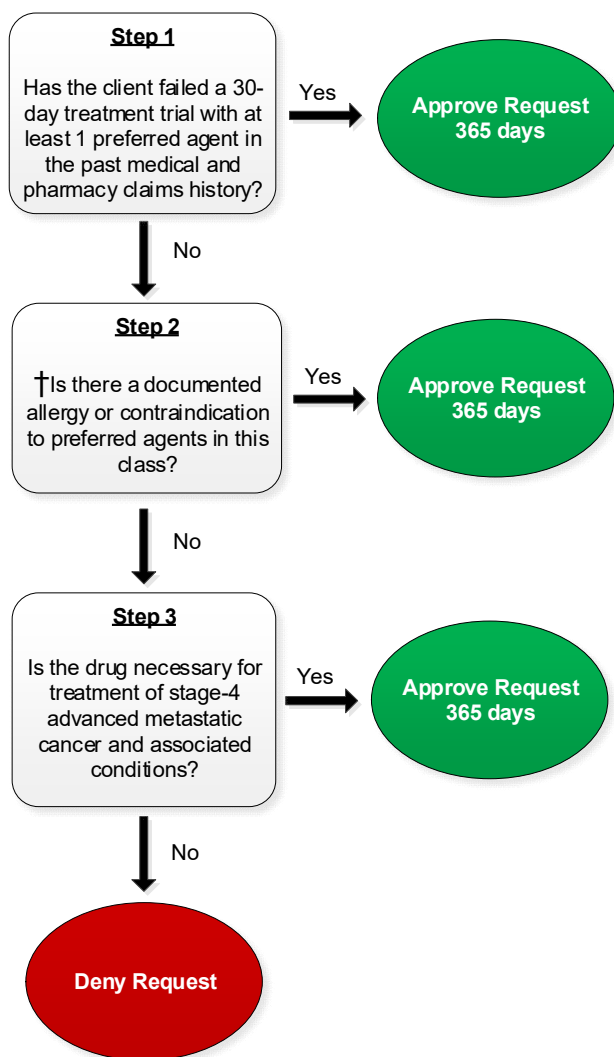 Step 1
Has the client failed a 30-
day treatment trial with at
least 1 preferred agent in
the past medical and
pharmacy claims history?
Yes
Approve Request
365 days
No
Step 2
†Is there a documented
allergy or contraindication
to preferred agents in this
class?
Yes
Approve Request
365 days
No
Step 3
Is the drug necessary for
treatment of stage-4
advanced metastatic
cancer and associated
conditions?
Yes
Approve Request
365 days
No
Deny Request